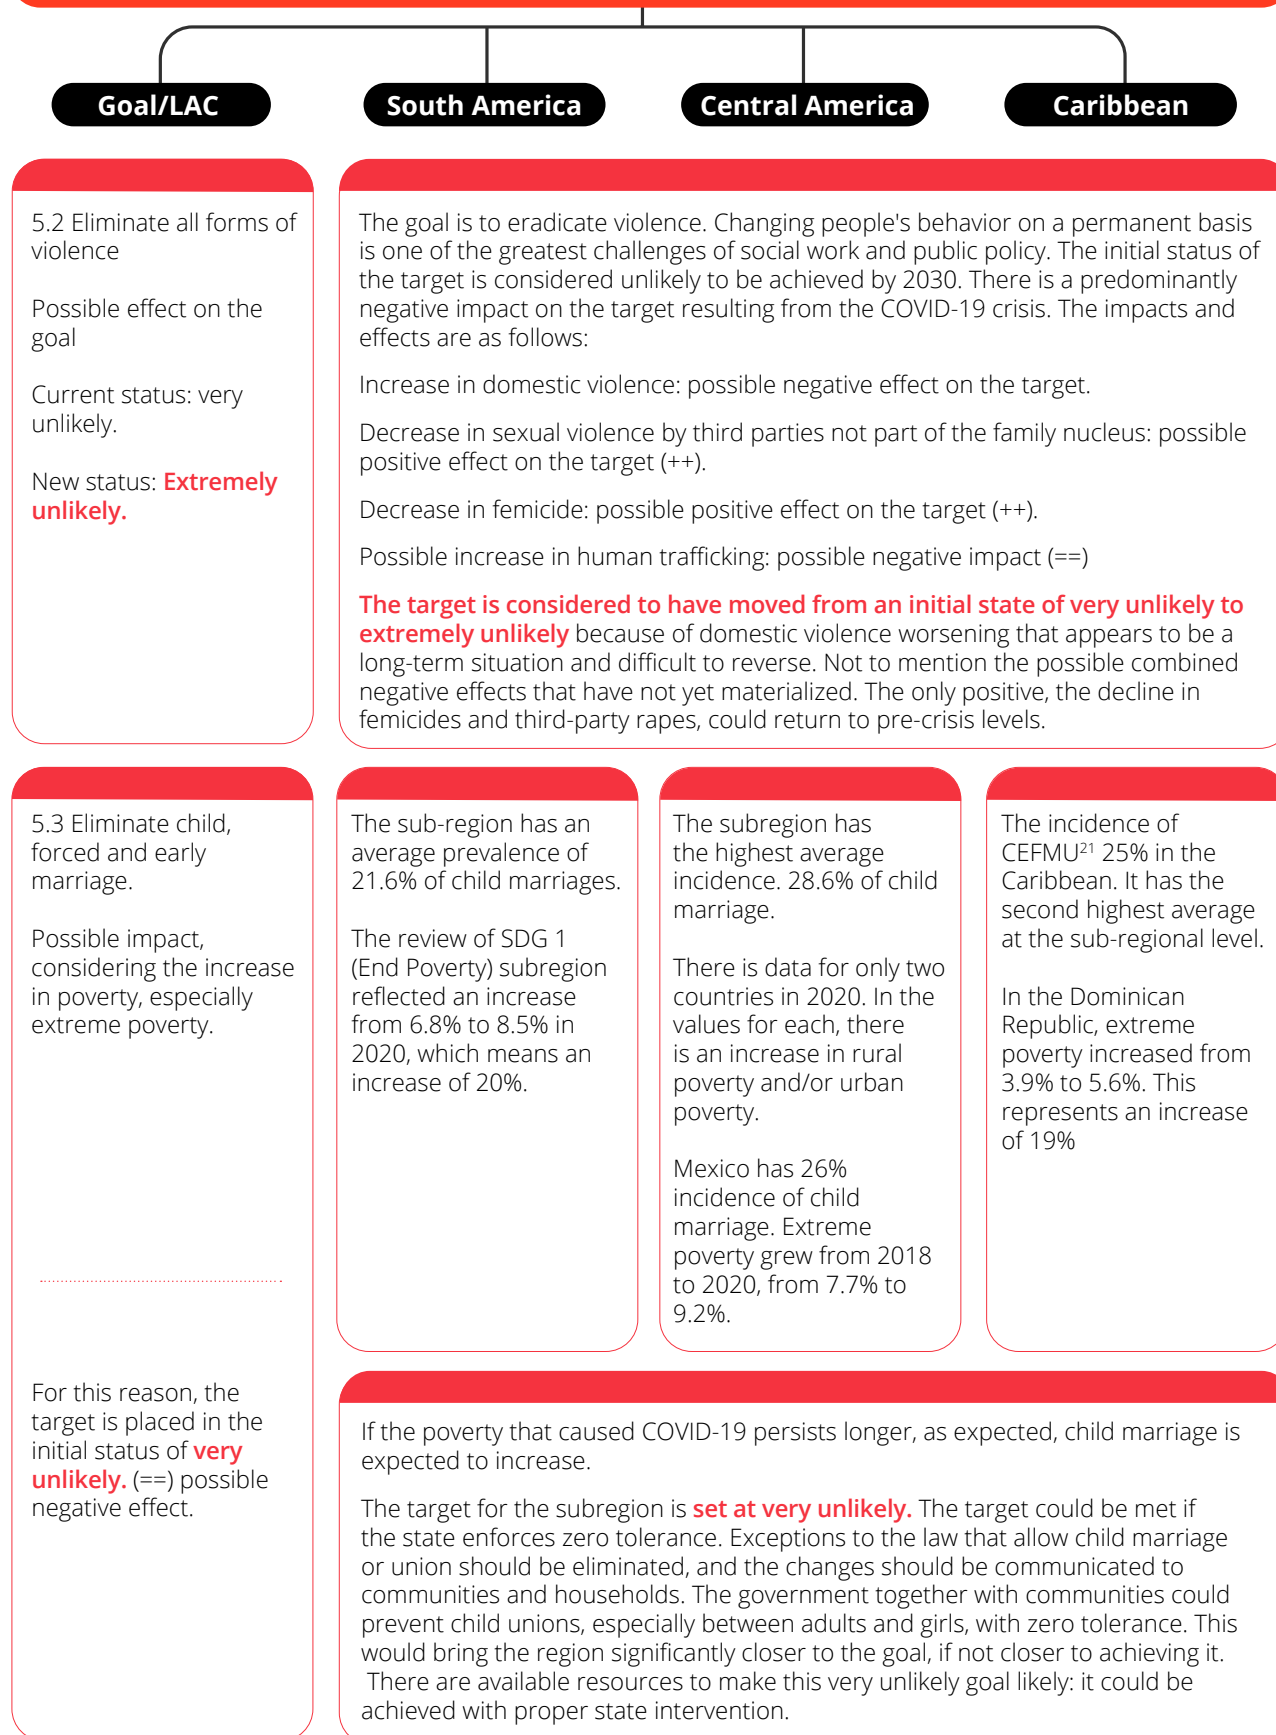 Goal/LAC
South America
Central America
Caribbean
5.2 Eliminate all forms of
violence
Possible effect on the
goal
Current status: very
unlikely.
New status: Extremely
unlikely.
The goal is to eradicate violence. Changing people's behavior on a permanent basis
is one of the greatest challenges of social work and public policy. The initial status of
the target is considered unlikely to be achieved by 2030. There is a predominantly
negative impact on the target resulting from the COVID-19 crisis. The impacts and
effects are as follows:
Increase in domestic violence: possible negative effect on the target.
Decrease in sexual violence by third parties not part of the family nucleus: possible
positive effect on the target (++).
Decrease in femicide: possible positive effect on the target (++).
Possible increase in human trafficking: possible negative impact (==)
The target is considered to have moved from an initial state of very unlikely to
extremely unlikely because of domestic violence worsening that appears to be a
long-term situation and difficult to reverse. Not to mention the possible combined
negative effects that have not yet materialized. The only positive, the decline in
femicides and third-party rapes, could return to pre-crisis levels.
5.3 Eliminate child,
forced and early
marriage.
Possible impact,
considering the increase
in poverty, especially
extreme poverty.
For this reason, the
target is placed in the
initial status of very
unlikely. (==) possible
negative effect.
The sub-region has an
average prevalence of
21.6% of child marriages.
The review of SDG 1
(End Poverty) subregion
reflected an increase
from 6.8% to 8.5% in
2020, which means an
increase of 20%.
The subregion has
the highest average
incidence. 28.6% of child
marriage.
There is data for only two
countries in 2020. In the
values for each, there
is an increase in rural
poverty and/or urban
poverty.
Mexico has 26%
incidence of child
marriage. Extreme
poverty grew from 2018
to 2020, from 7.7% to
9.2%.
The incidence of
CEFMU²¹ 25% in the
Caribbean. It has the
second highest average
at the sub-regional level.
In the Dominican
Republic, extreme
poverty increased from
3.9% to 5.6%. This
represents an increase
of 19%
If the poverty that caused COVID-19 persists longer, as expected, child marriage is
expected to increase.
The target for the subregion is set at very unlikely. The target could be met if
the state enforces zero tolerance. Exceptions to the law that allow child marriage
or union should be eliminated, and the changes should be communicated to
communities and households. The government together with communities could
prevent child unions, especially between adults and girls, with zero tolerance. This
would bring the region significantly closer to the goal, if not closer to achieving it.
There are available resources to make this very unlikely goal likely: it could be
achieved with proper state intervention.